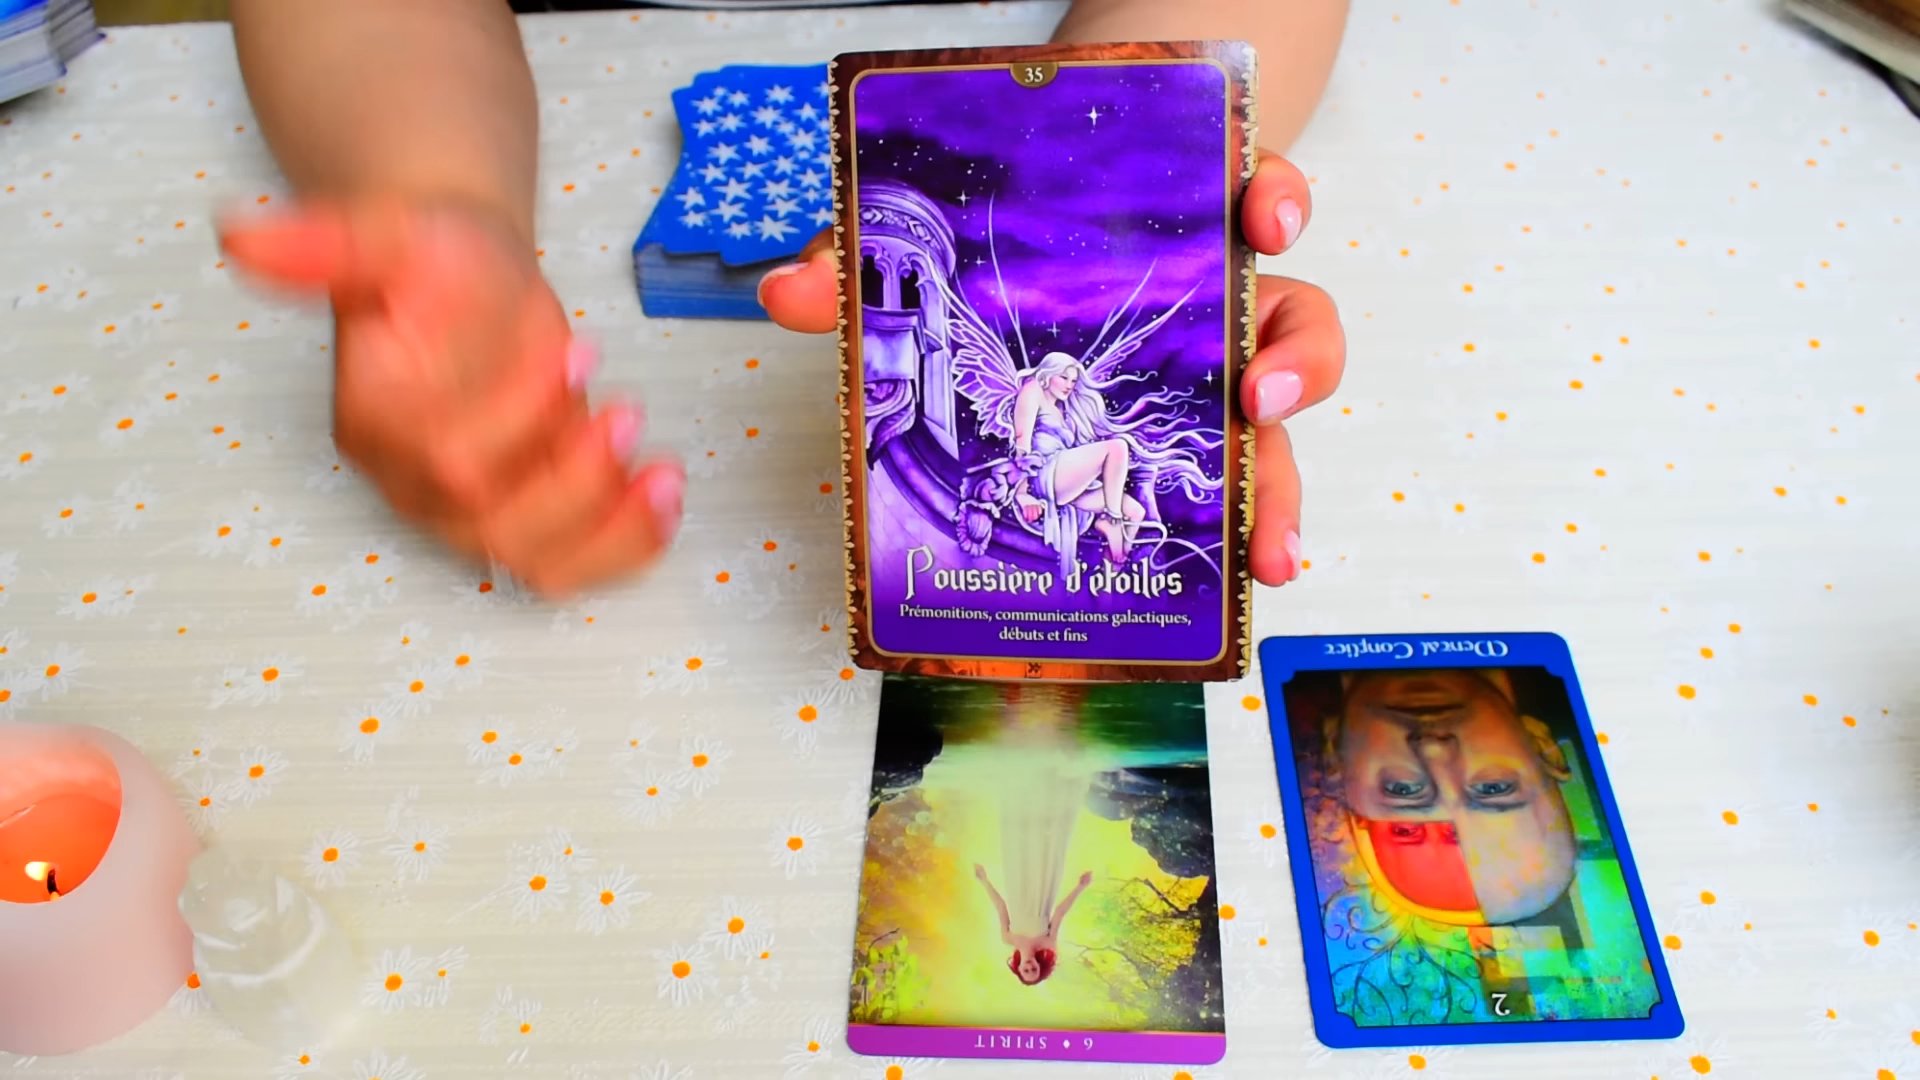 35
Poussière d'étoiles
Prémonitions, communications galactiques,
débuts et fins
Mental Conflict
2
6 ♦ SPIRIT